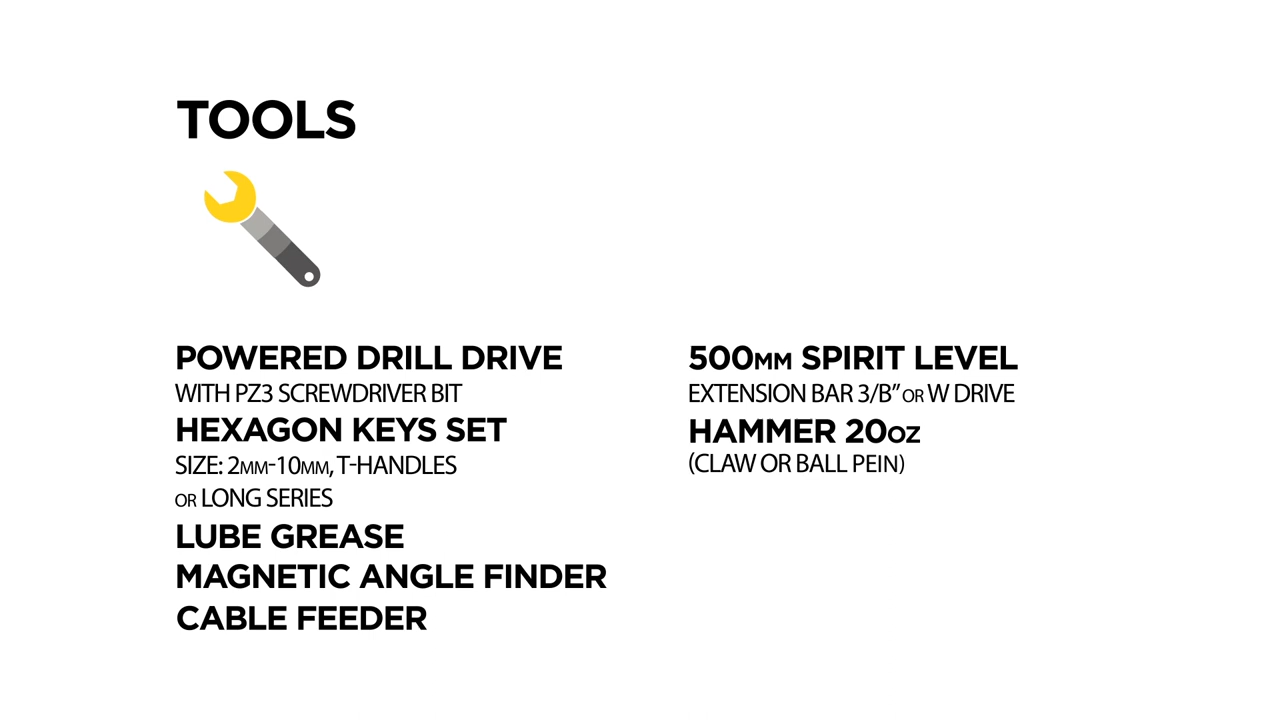 TOOLS
POWERED DRILL DRIVE
WITH PZ3 SCREWDRIVER BIT
HEXAGON KEYS SET
SIZE: 2MM-10MM, T-HANDLES
OR LONG SERIES
LUBE GREASE
MAGNETIC ANGLE FINDER
CABLE FEEDER
500MM SPIRIT LEVEL
EXTENSION BAR 3/B” OR W DRIVE
HAMMER 20OZ
(CLAW OR BALL PEIN)